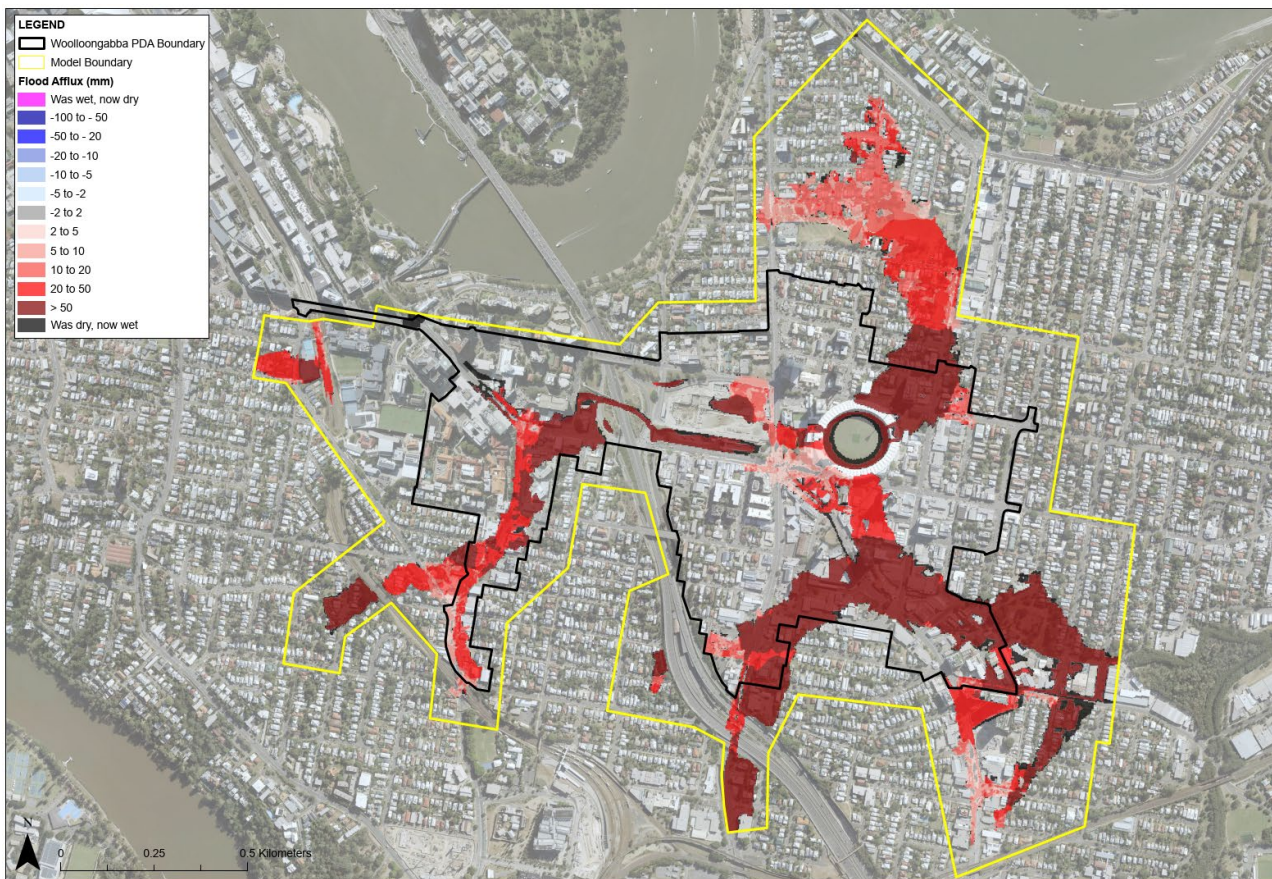 LEGEND
Woolloongabba PDA Boundary
Model Boundary
Flood Afflux (mm)
Was wet, now dry
-100 to - 50
-50 to - 20
-20 to -10
-10 to -5
-5 to -2
-2 to 2
2 to 5
5 to 10
10 to 20
20 to 50
> 50
Was dry, now wet
N
0 0.25 0.5 Kilometers